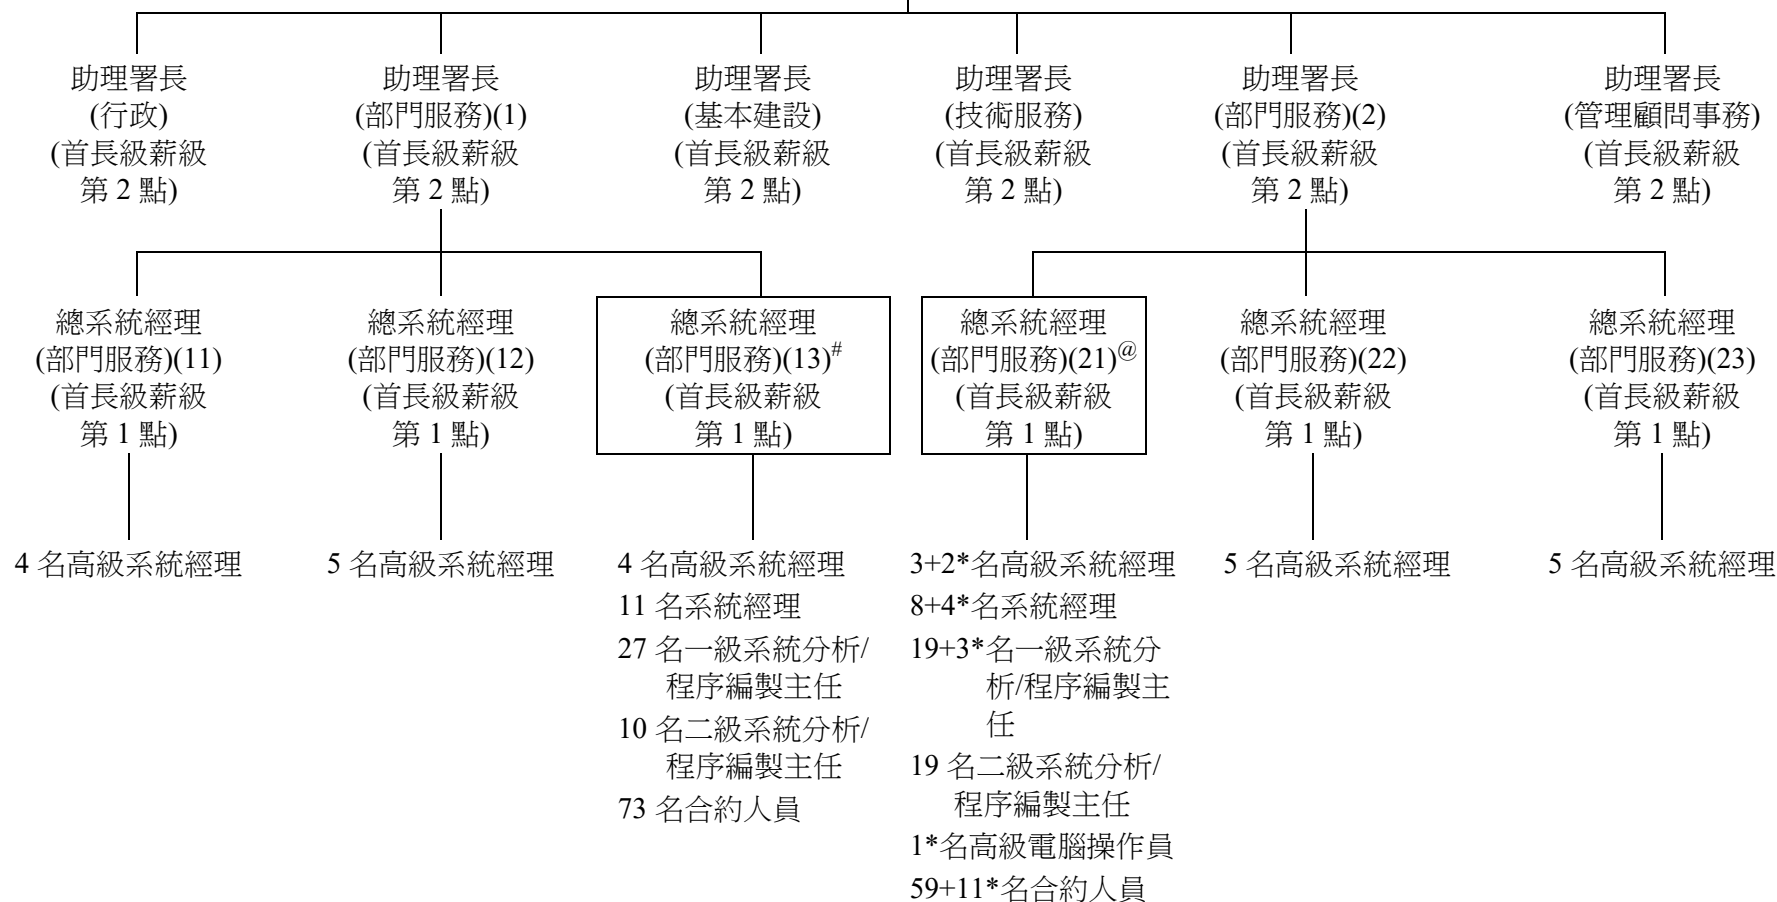 助理署長
(行政)
(首長級薪級
第 2 點)
助理署長
(部門服務)(1)
(首長級薪級
第 2 點)
助理署長
(基本建設)
(首長級薪級
第 2 點)
助理署長
(技術服務)
(首長級薪級
第 2 點)
助理署長
(部門服務)(2)
(首長級薪級
第 2 點)
助理署長
(管理顧問事務)
(首長級薪級
第 2 點)
總系統經理
(部門服務)(11)
(首長級薪級
第 1 點)
總系統經理
(部門服務)(12)
(首長級薪級
第 1 點)
總系統經理
(部門服務)(13)#
(首長級薪級
第 1 點)
總系統經理
(部門服務)(21)@
(首長級薪級
第 1 點)
總系統經理
(部門服務)(22)
(首長級薪級
第 1 點)
總系統經理
(部門服務)(23)
(首長級薪級
第 1 點)
4 名高級系統經理
5 名高級系統經理
4 名高級系統經理
11 名系統經理
27 名一級系統分析/
程序編製主任
10 名二級系統分析/
程序編製主任
73 名合約人員
3+2*名高級系統經理
8+4*名系統經理
19+3*名一級系統分
析/程序編製主
任
19 名二級系統分析/
程序編製主任
1*名高級電腦操作員
59+11*名合約人員
5 名高級系統經理
5 名高級系統經理